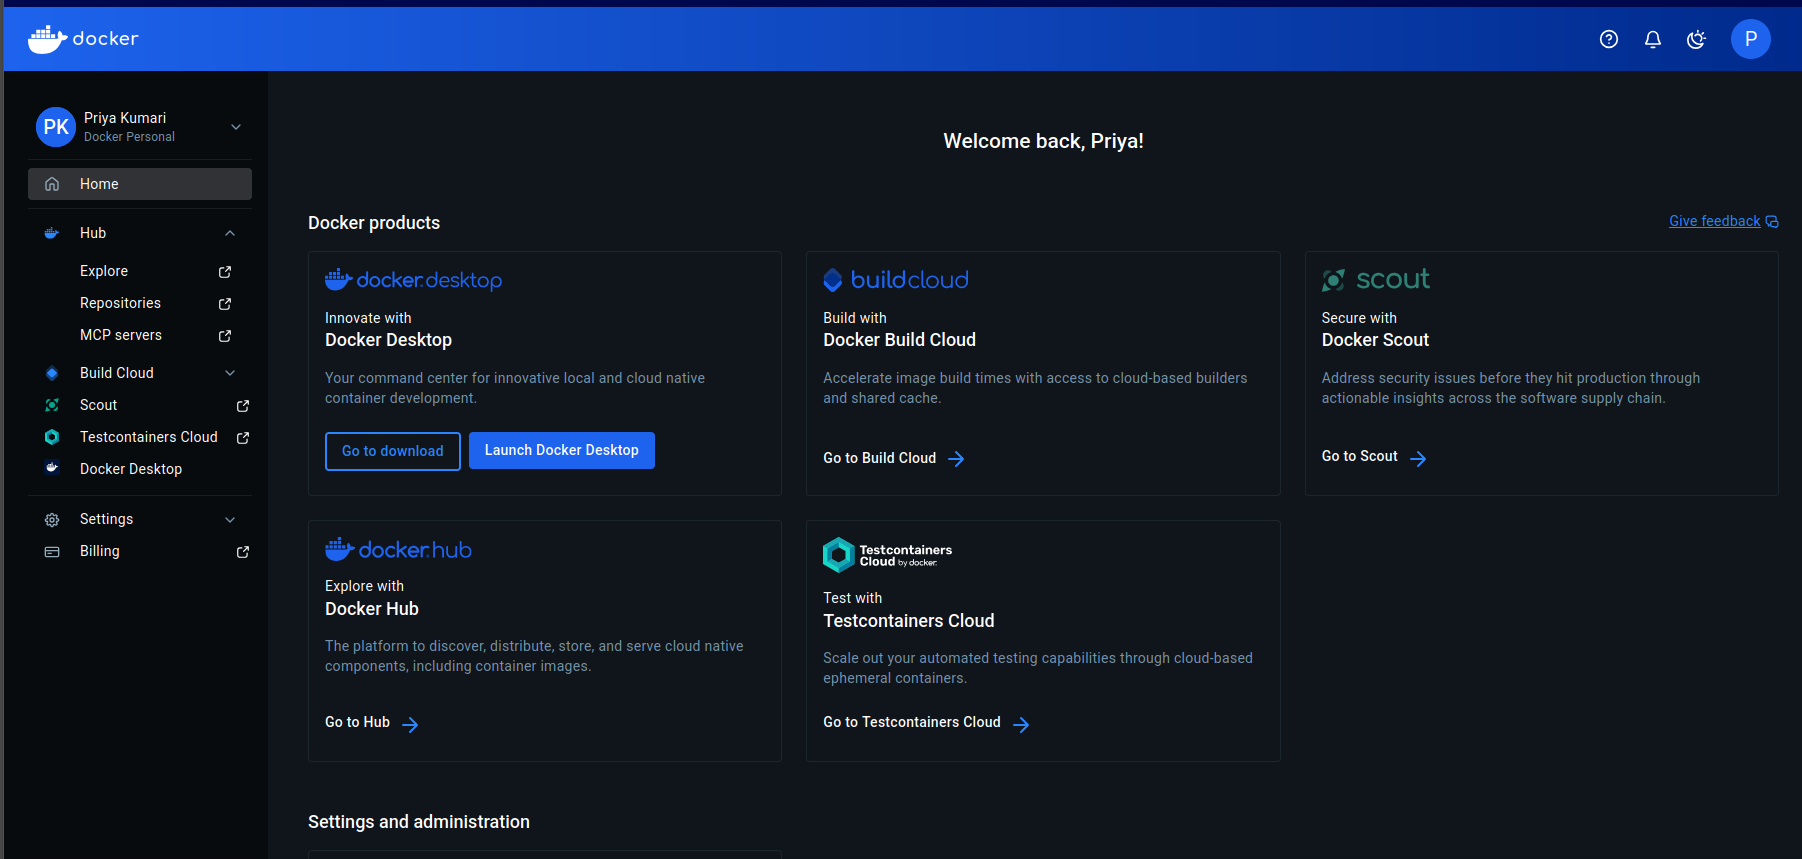 docker
P
PK
Priya Kumari
Docker Personal
Home
Hub
Explore
Repositories
MCP servers
Build Cloud
Scout
Testcontainers Cloud
Docker Desktop
Settings
Billing
Welcome back, Priya!
Docker products
Give feedback
docker desktop
Innovate with
Docker Desktop
Your command center for innovative local and cloud native
container development.
Go to download
Launch Docker Desktop
build cloud
Build with
Docker Build Cloud
Accelerate image build times with access to cloud-based builders
and shared cache.
Go to Build Cloud
scout
Secure with
Docker Scout
Address security issues before they hit production through
actionable insights across the software supply chain.
Go to Scout
docker hub
Explore with
Docker Hub
The platform to discover, distribute, store, and serve cloud native
components, including container images.
Go to Hub
Testcontainers
Cloud by docker
Test with
Testcontainers Cloud
Scale out your automated testing capabilities through cloud-based
ephemeral containers.
Go to Testcontainers Cloud
Settings and administration